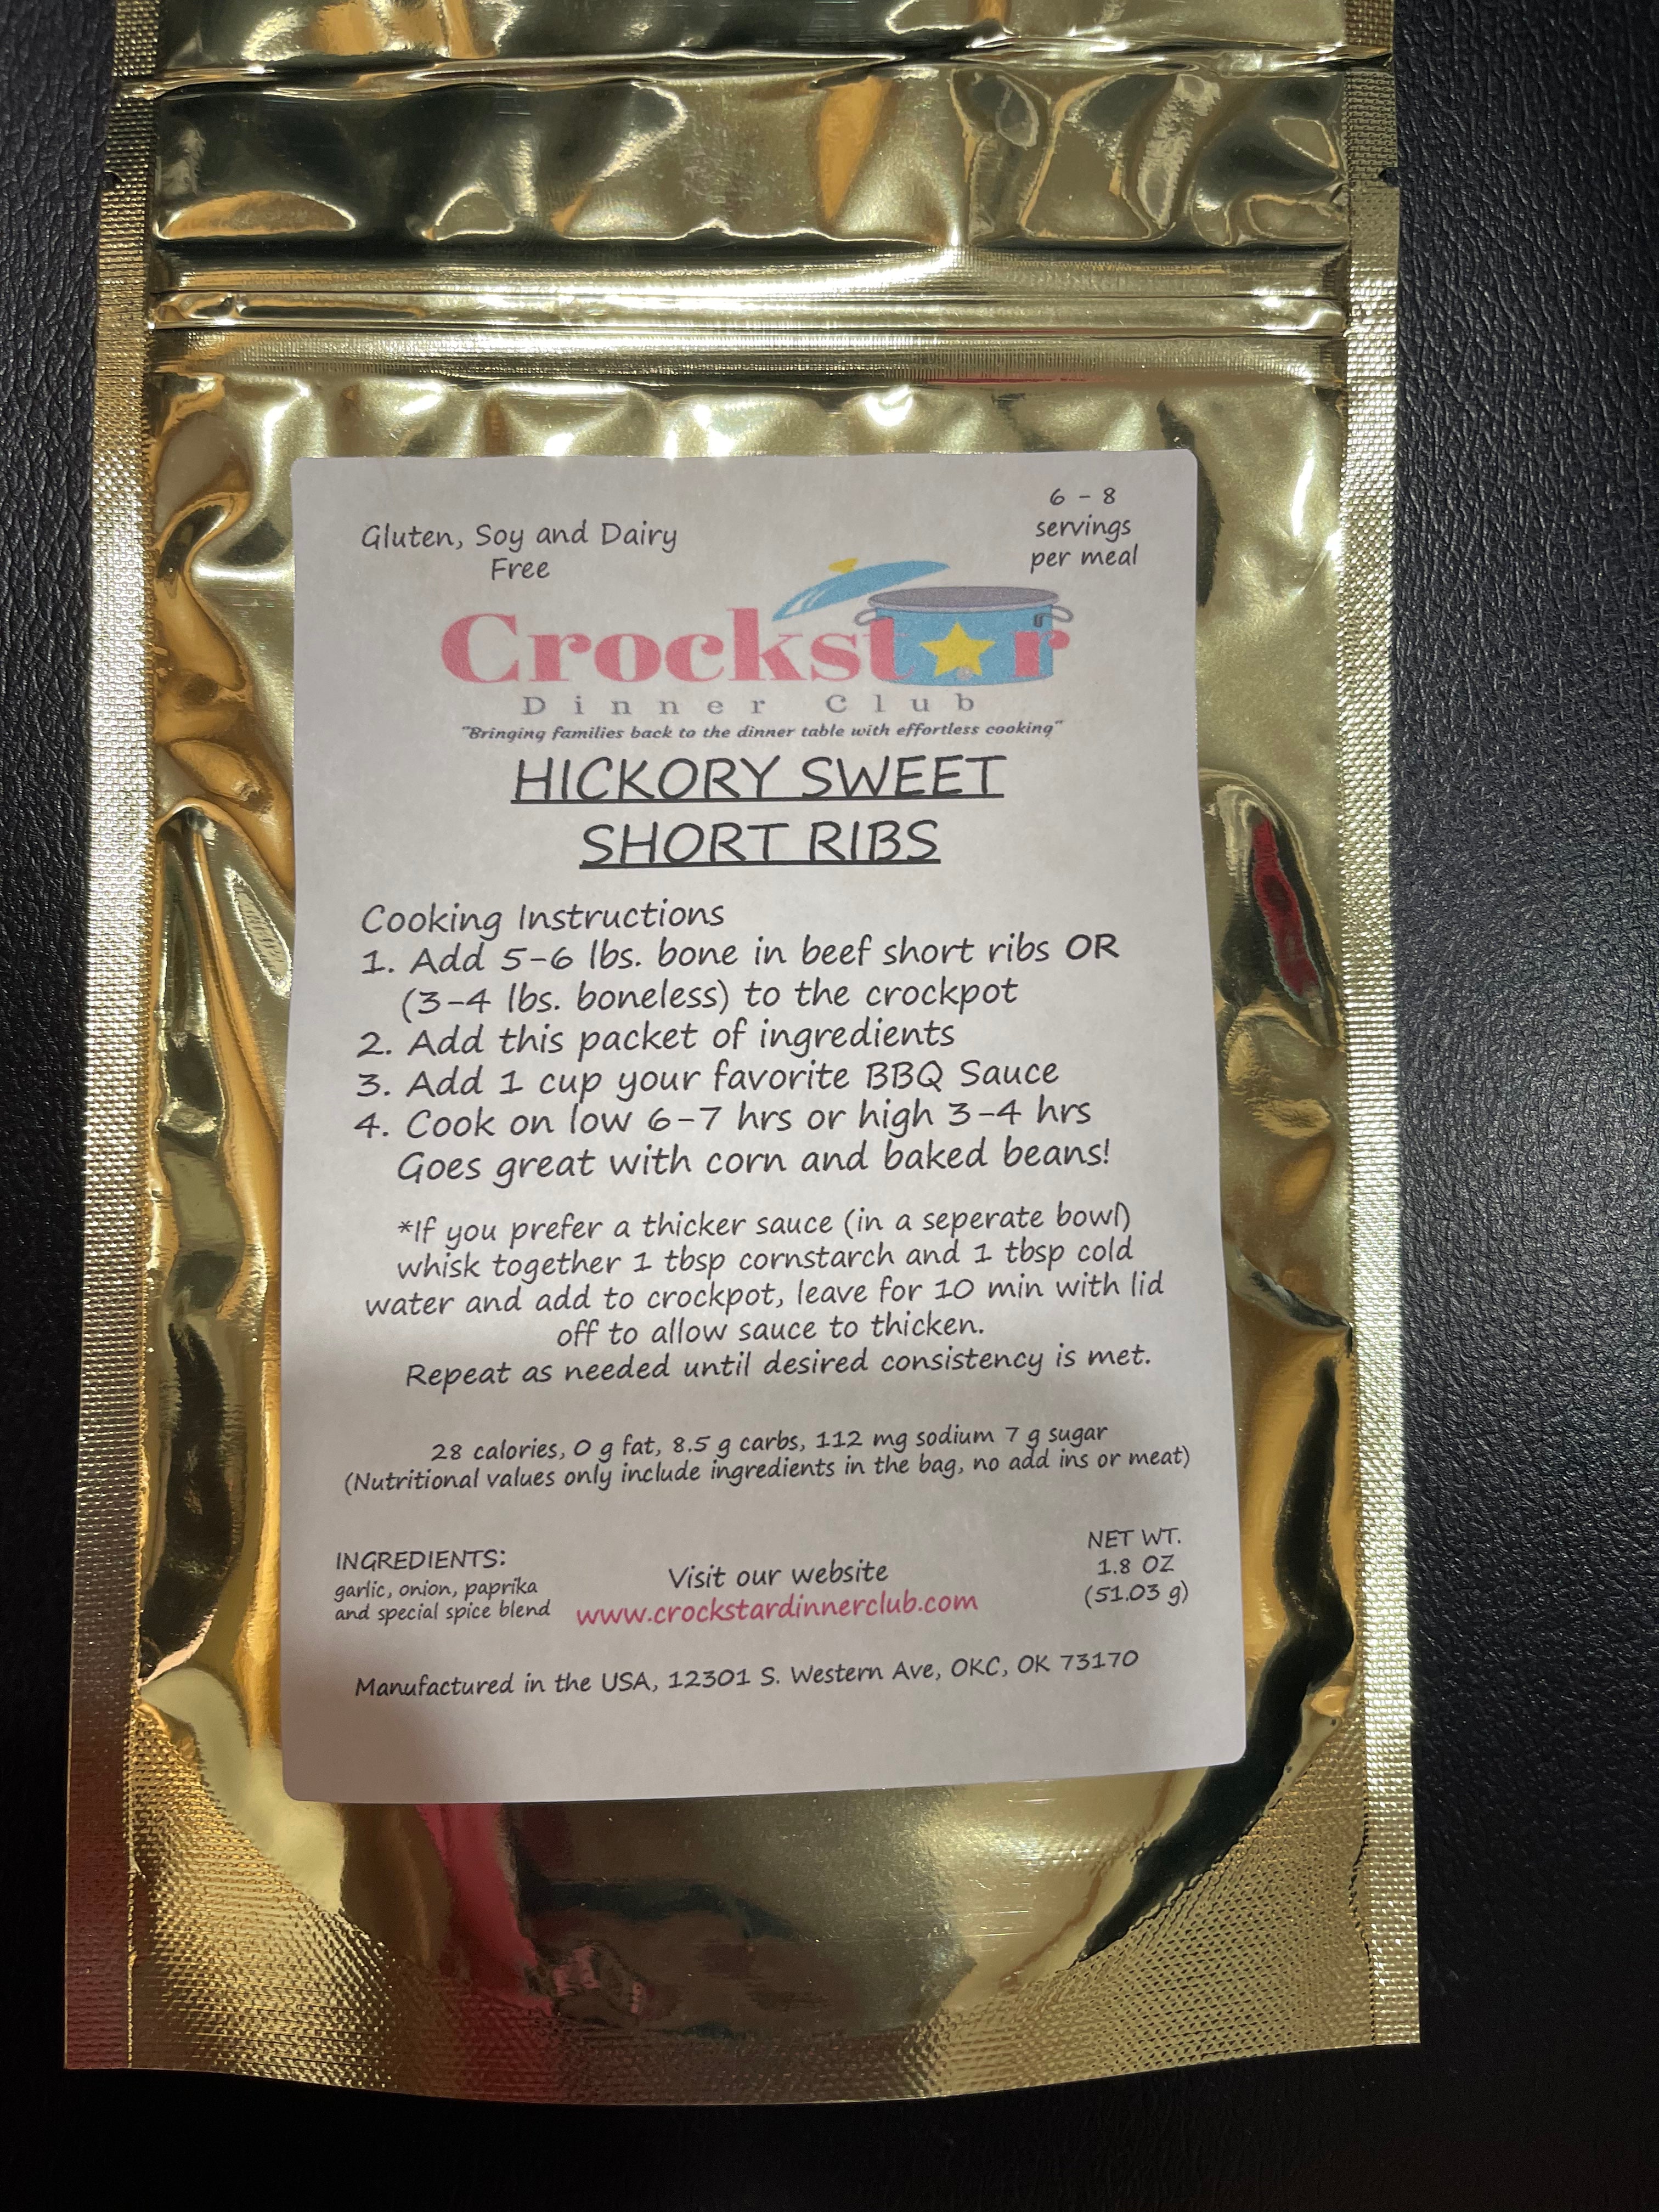 Gluten, Soy and Dairy
Free
6 - 8
servings
per meal
Crockstar
Dinner Club
"Bringing families back to the dinner table with effortless cooking"
HICKORY SWEET
SHORT RIBS
Cooking Instructions
1. Add 5-6 lbs. bone in beef short ribs OR
(3-4 lbs. boneless) to the crockpot
2. Add this packet of ingredients
3. Add 1 cup your favorite BBQ Sauce
4. Cook on low 6-7 hrs or high 3-4 hrs
Goes great with corn and baked beans!
*If you prefer a thicker sauce (in a seperate bowl)
whisk together 1 tbsp cornstarch and 1 tbsp cold
water and add to crockpot, leave for 10 min with lid
off to allow sauce to thicken.
Repeat as needed until desired consistency is met.
28 calories, 0 g fat, 8.5 g carbs, 112 mg sodium 7 g sugar
(Nutritional values only include ingredients in the bag, no add ins or meat)
INGREDIENTS:
garlic, onion, paprika
and special spice blend
Visit our website
www.crockstardinnerclub.com
NET WT.
1.8 OZ
(51.03 g)
Manufactured in the USA, 12301 S. Western Ave, OKC, OK 73170